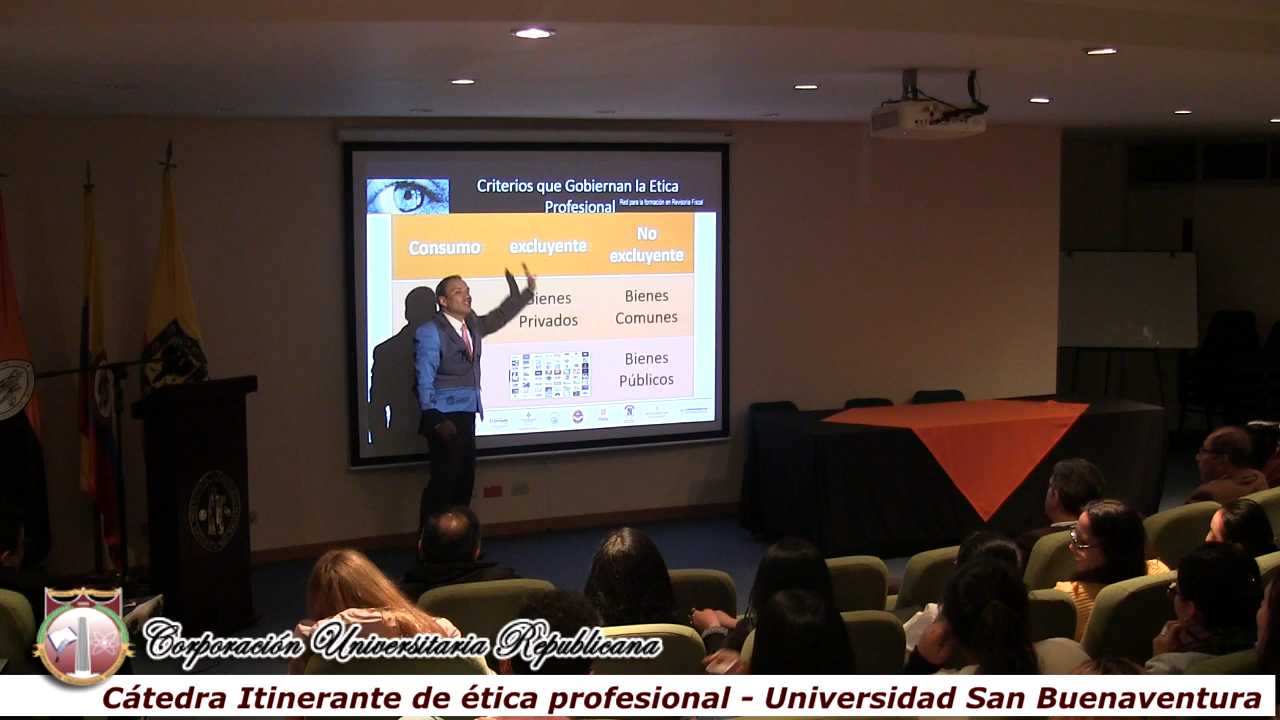 Criterios que Gobiernan la Etica
Profesional
Red para la formación en Revisoria Fiscal
Consumo
excluyente
No
excluyente
Bienes
Privados
Bienes
Comunes
Bienes
Públicos
Corporación Universitaria Republicana
Cátedra Itinerante de ética profesional - Universidad San Buenaventura